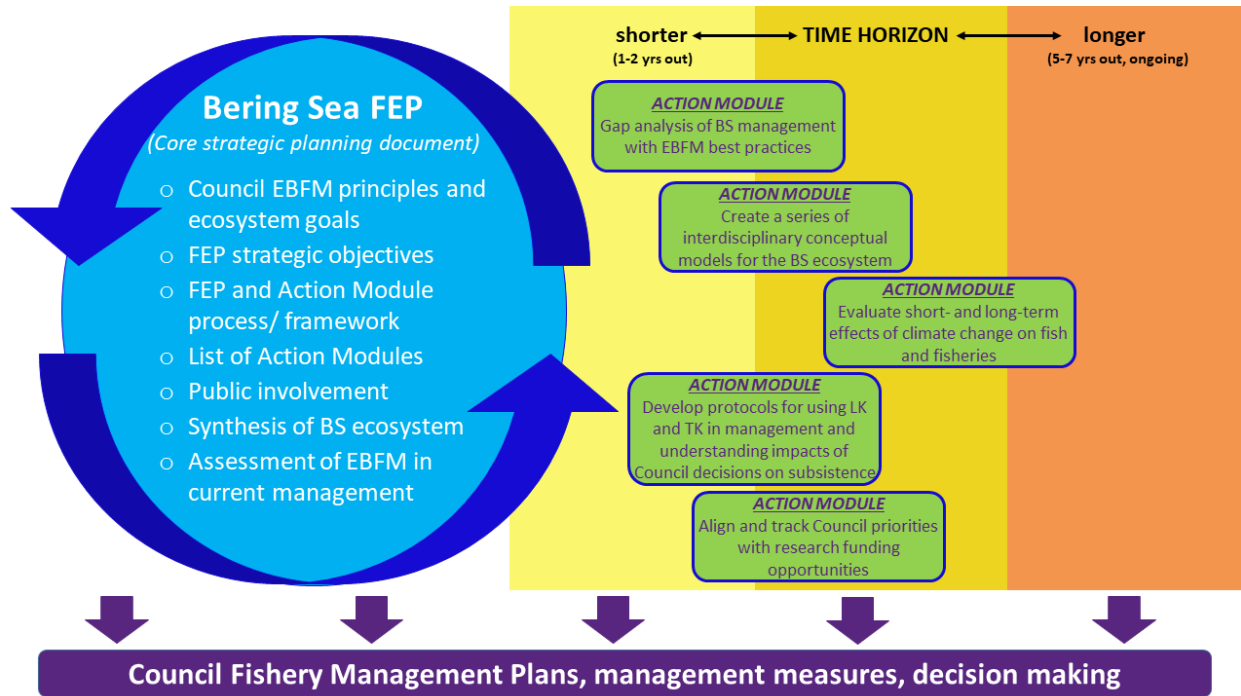 Bering Sea FEP
(Core strategic planning document)
o Council EBFM principles and
ecosystem goals
o FEP strategic objectives
o FEP and Action Module
process/ framework
o List of Action Modules
o Public involvement
o Synthesis of BS ecosystem
o Assessment of EBFM in
current management
shorter TIME HORIZON longer
(1-2 yrs out) (5-7 yrs out, ongoing)
ACTION MODULE
Gap analysis of BS management
with EBFM best practices
ACTION MODULE
Create a series of
interdisciplinary conceptual
models for the BS ecosystem
ACTION MODULE
Evaluate short- and long-term
effects of climate change on fish
and fisheries
ACTION MODULE
Develop protocols for using LK
and TK in management and
understanding impacts of
Council decisions on subsistence
ACTION MODULE
Align and track Council priorities
with research funding
opportunities
Council Fishery Management Plans, management measures, decision making